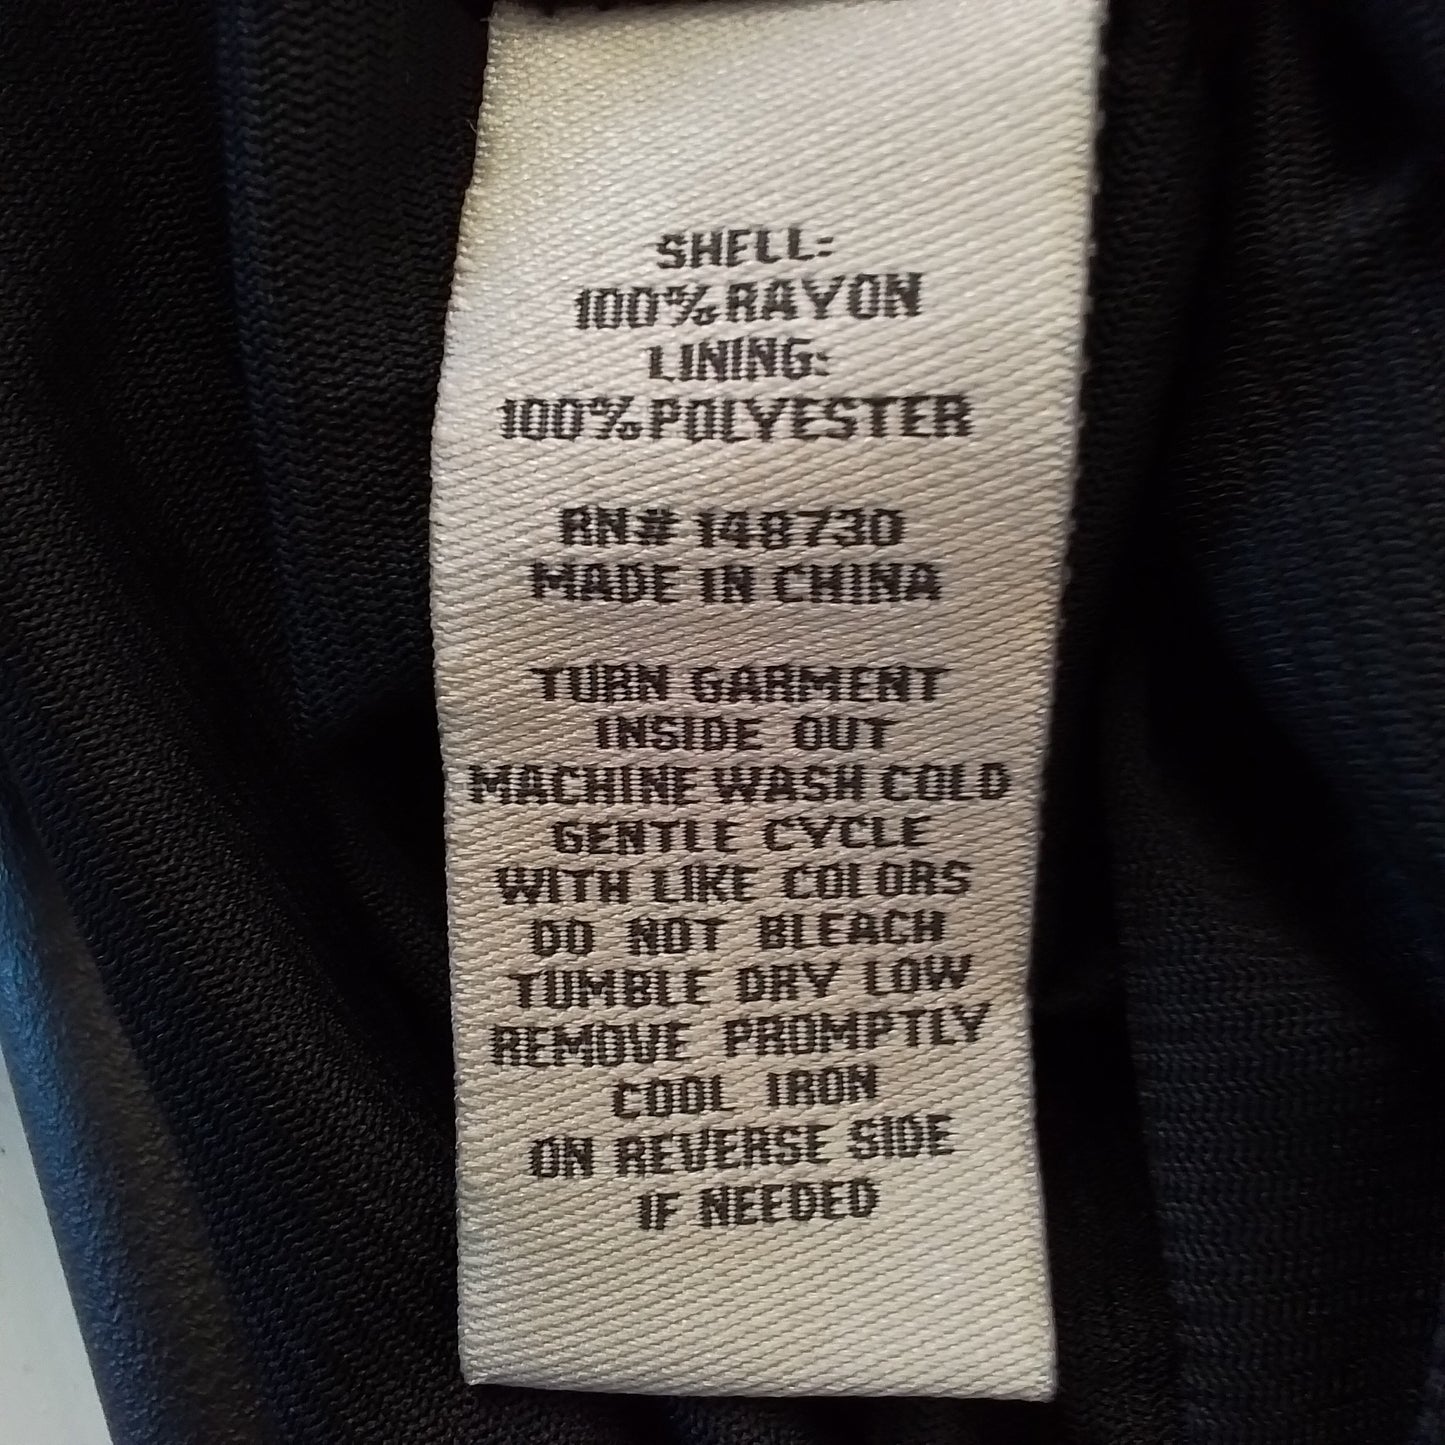 SHELL:
100%RAYON
LINING:
100%POLYESTER
RN# 148730
MADE IN CHINA
TURN GARMENT
INSIDE OUT
MACHINE WASH COLD
GENTLE CYCLE
WITH LIKE COLORS
DO NOT BLEACH
TUMBLE DRY LOW
REMOVE PROMPTLY
COOL IRON
ON REVERSE SIDE
IF NEEDED